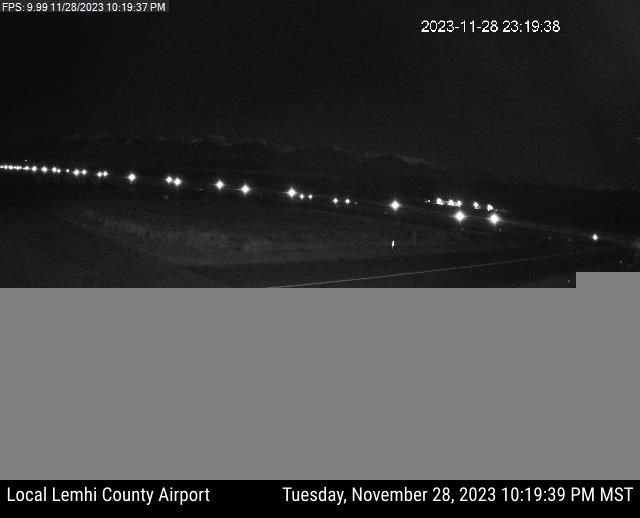 FPS: 9.99 11/28/2023 10:19:37 PM
2023-11-28 23:19:38
Local Lemhi County Airport
Tuesday, November 28, 2023 10:19:39 PM MST